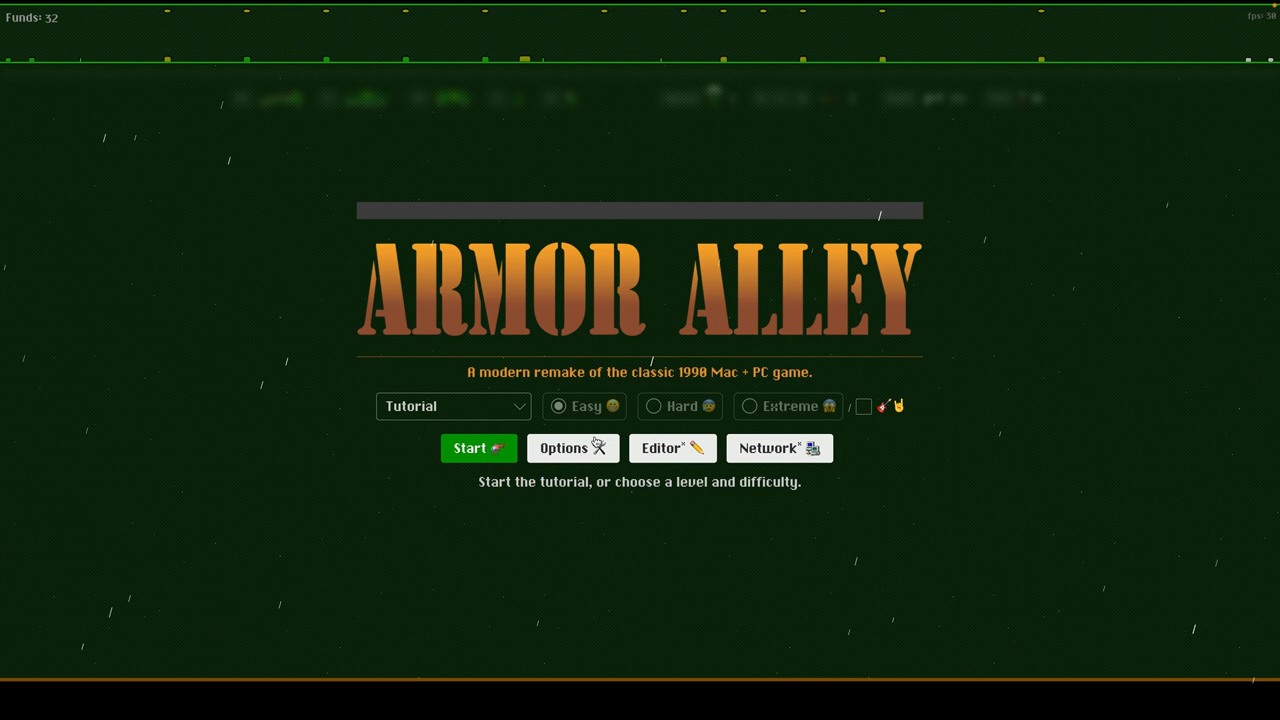 Funds: 32
fps: 30
ARMOR ALLEY
A modern remake of the classic 1990 Mac + PC game.
Tutorial Easy Hard Extreme /
Start Options Editor* Network*
Start the tutorial, or choose a level and difficulty.